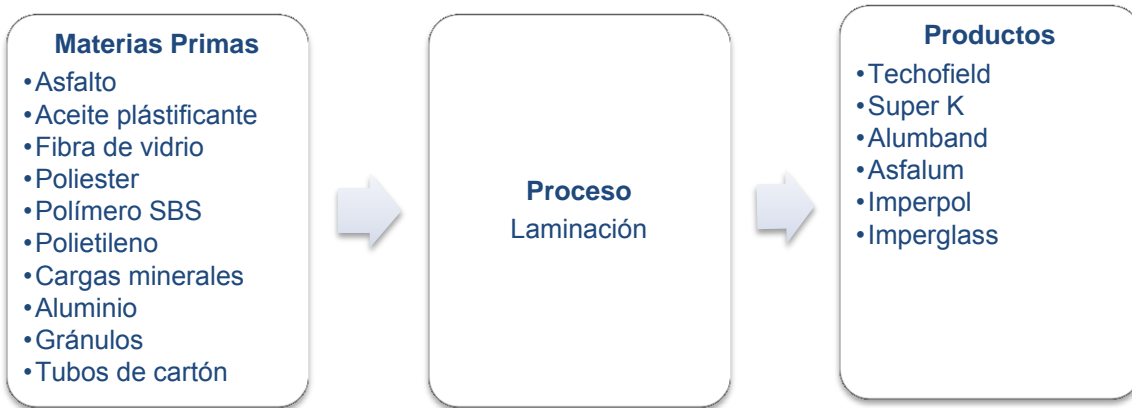 Materias Primas
•Asfalto
•Aceite plástificante
•Fibra de vidrio
•Poliester
•Polímero SBS
•Polietileno
•Cargas minerales
•Aluminio
•Gránulos
•Tubos de cartón
Proceso
Laminación
Productos
•Techofield
•Super K
•Alumband
•Asfalum
•Imperpol
•Imperglass